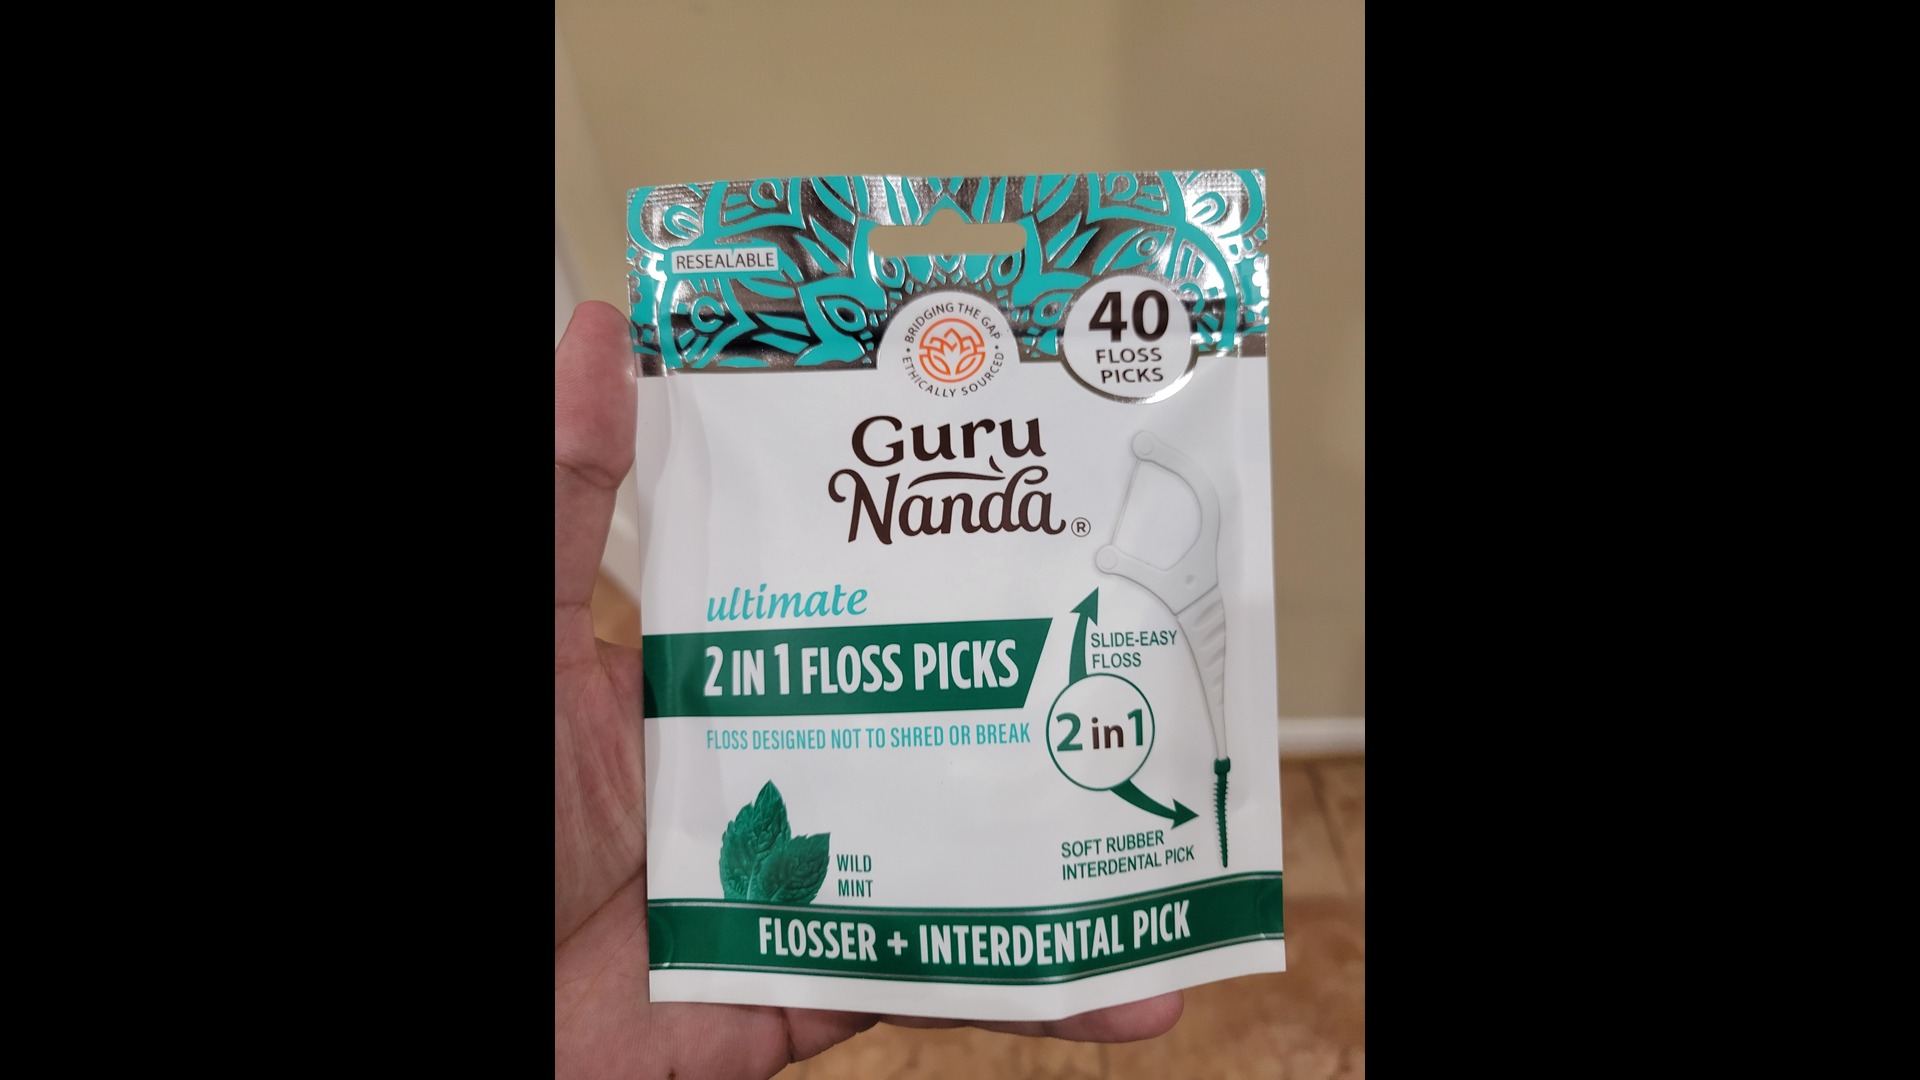 RESEALABLE
BRIDGING THE GAP
• ETHICALLY SOURCED •
40
FLOSS
PICKS
Guru
Nanda®
ultimate
2 IN 1 FLOSS PICKS
FLOSS DESIGNED NOT TO SHRED OR BREAK
SLIDE-EASY
FLOSS
2 in 1
SOFT RUBBER
INTERDENTAL PICK
WILD
MINT
FLOSSER + INTERDENTAL PICK